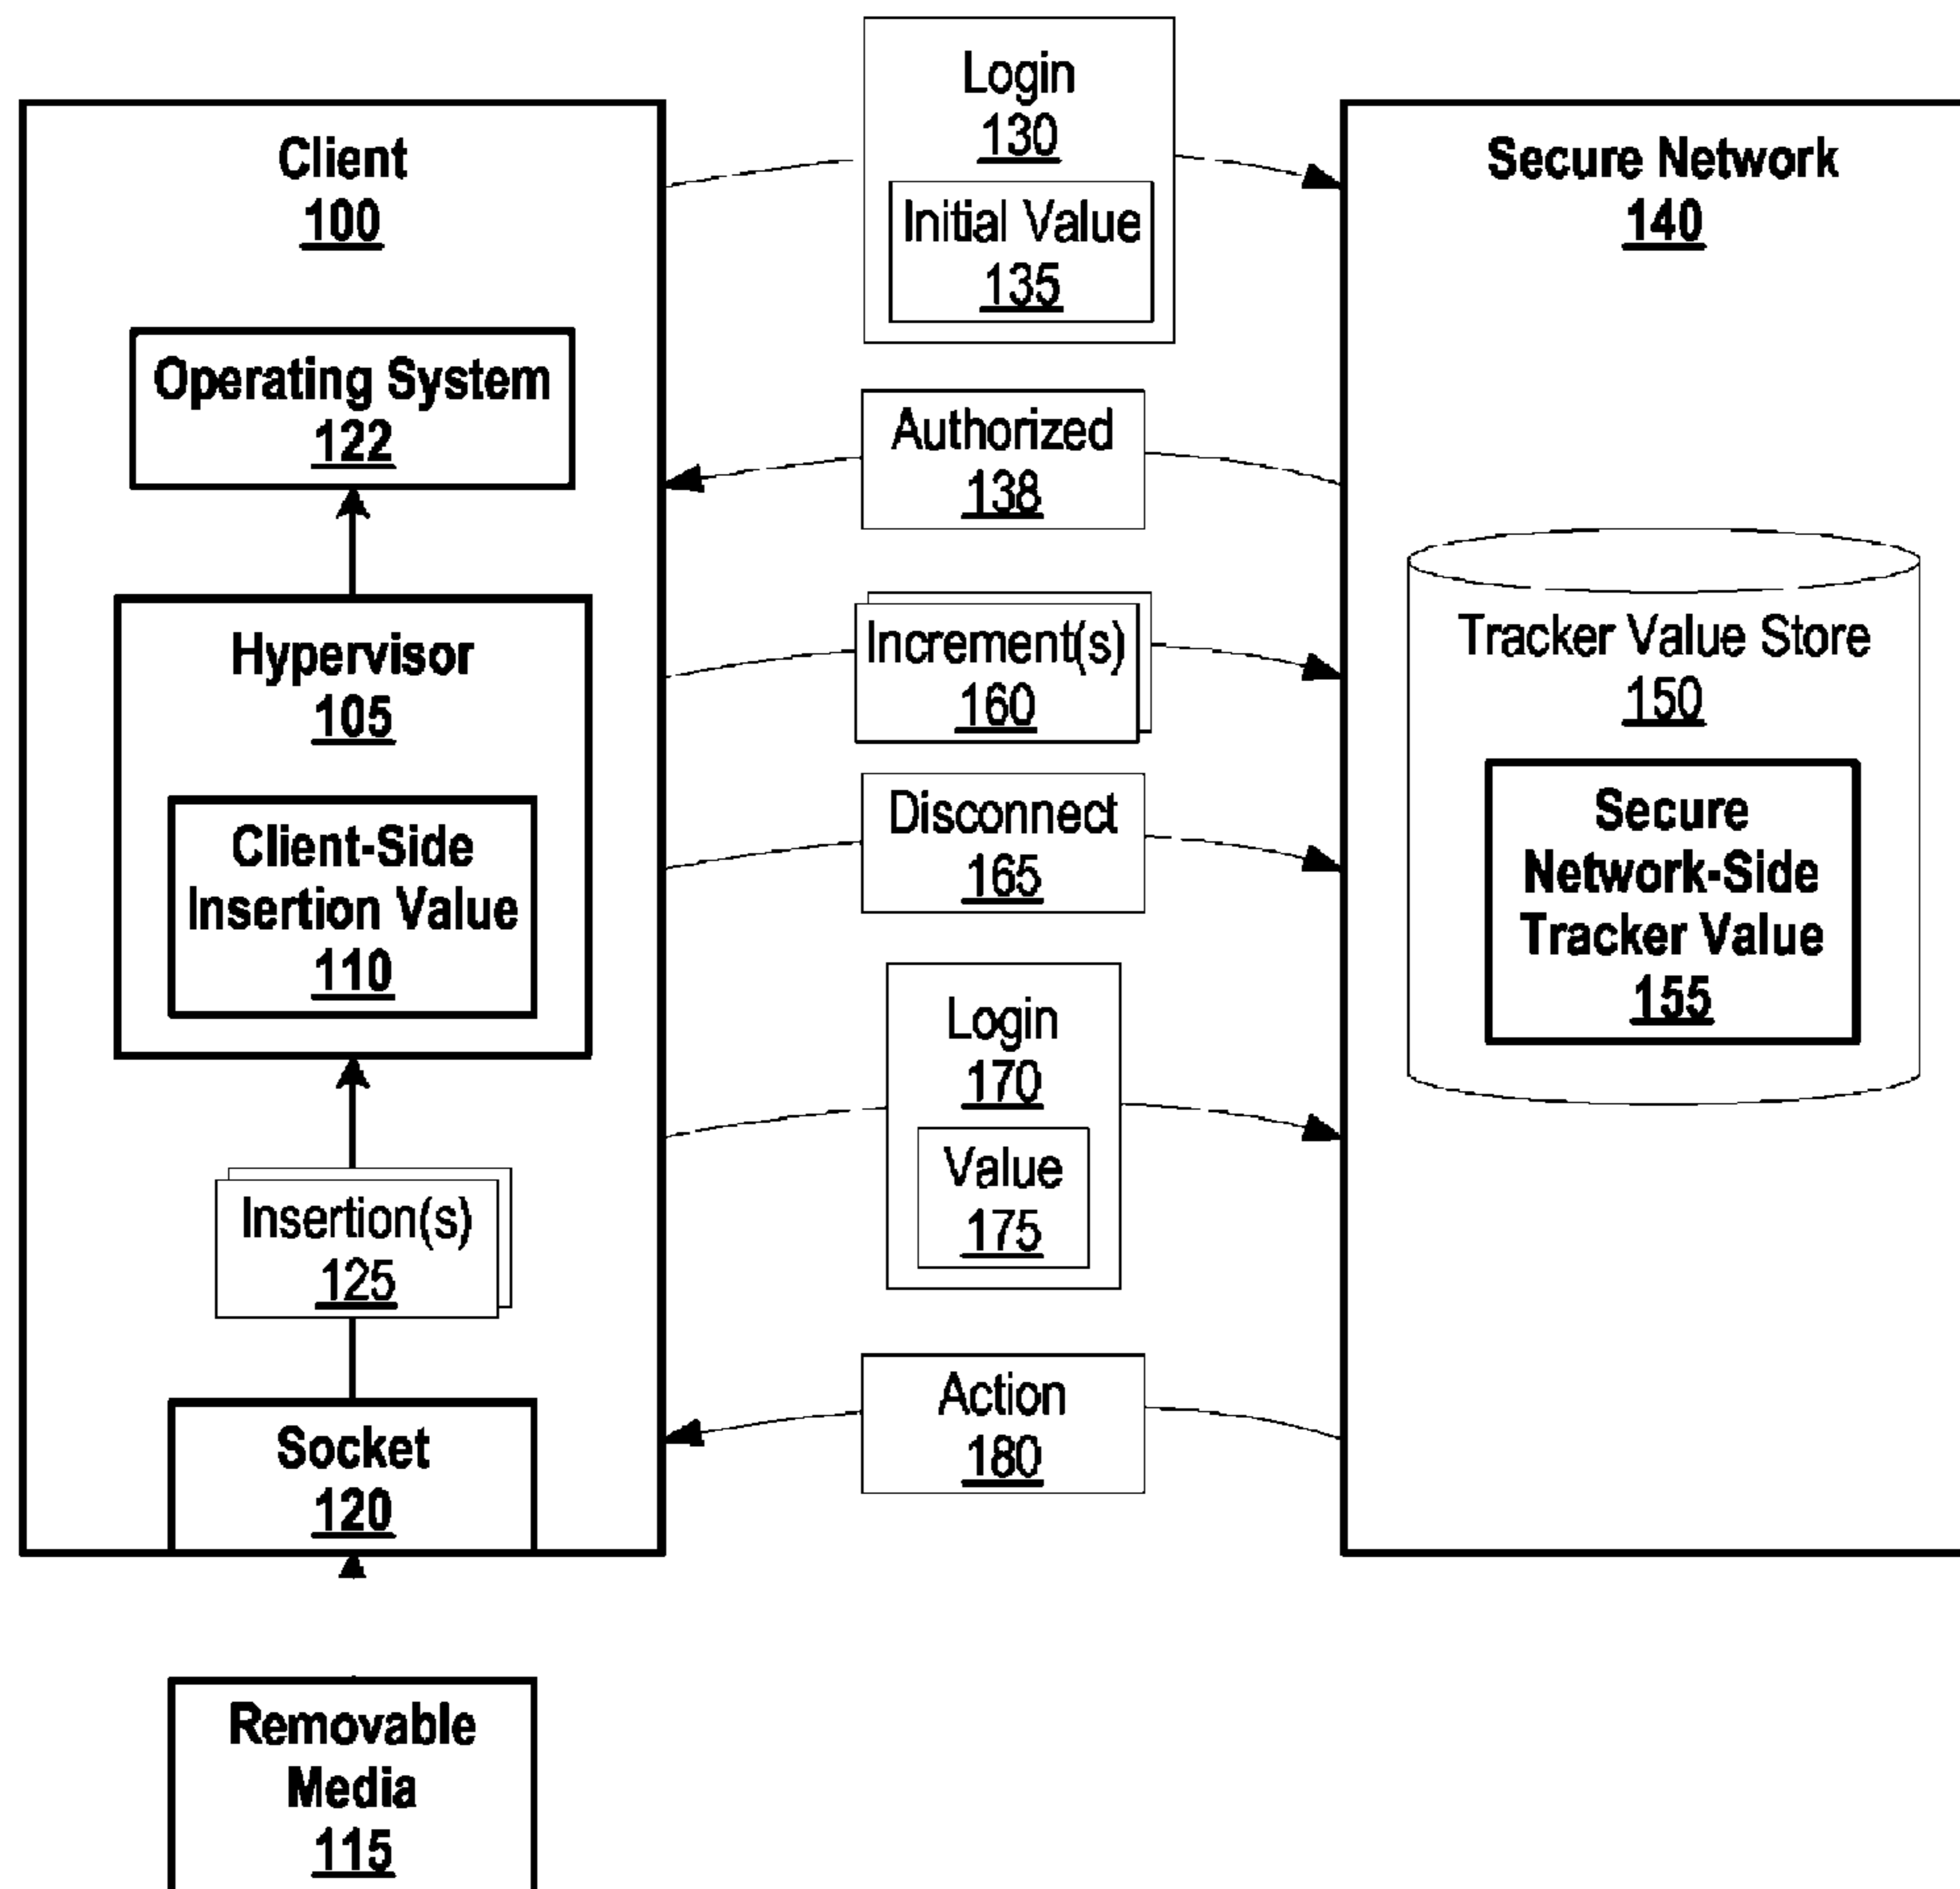 Client
100
Operating System
122
Hypervisor
105
Client-Side
Insertion Value
110
Insertion(s)
125
Socket
120
Removable
Media
115
Login
130
Initial Value
135
Authorized
138
Increment(s)
160
Disconnect
165
Login
170
Value
175
Action
180
Secure Network
140
Tracker Value Store
150
Secure
Network-Side
Tracker Value
155